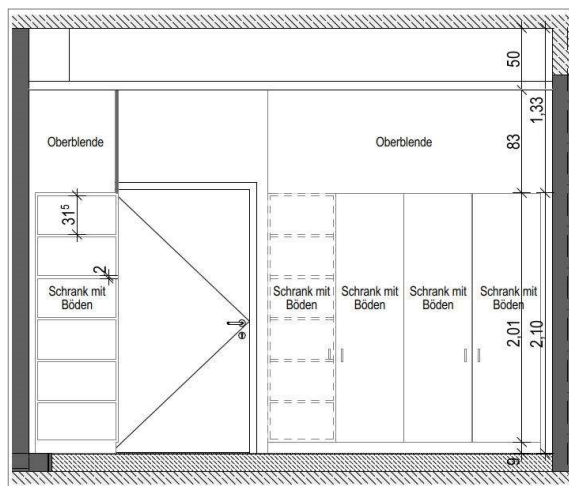 50
1,33
83
Oberblende
Oberblende
31⁵
2
Schrank mit
Böden
Schrank mit
Böden
Schrank mit
Böden
Schrank mit
Böden
Schrank mit
Böden
2,01
2,10
9